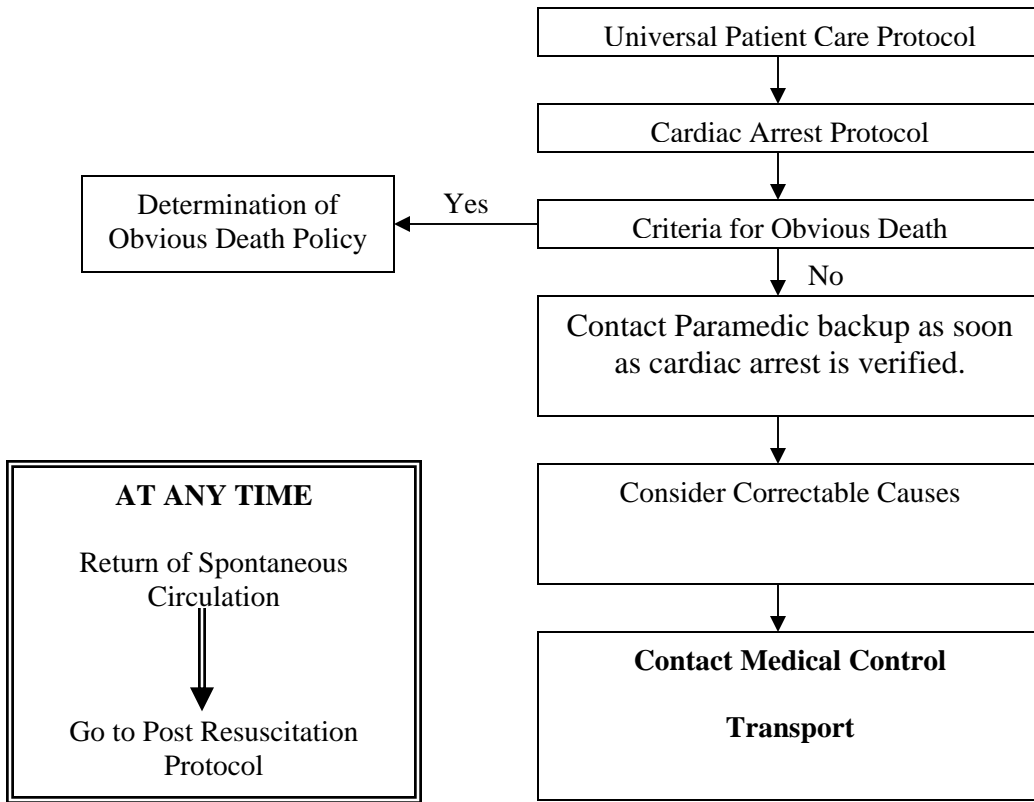 Universal Patient Care Protocol
Cardiac Arrest Protocol
Determination of
Obvious Death Policy
Yes
Criteria for Obvious Death
No
Contact Paramedic backup as soon
as cardiac arrest is verified.
AT ANY TIME
Return of Spontaneous
Circulation
Go to Post Resuscitation
Protocol
Consider Correctable Causes
Contact Medical Control
Transport